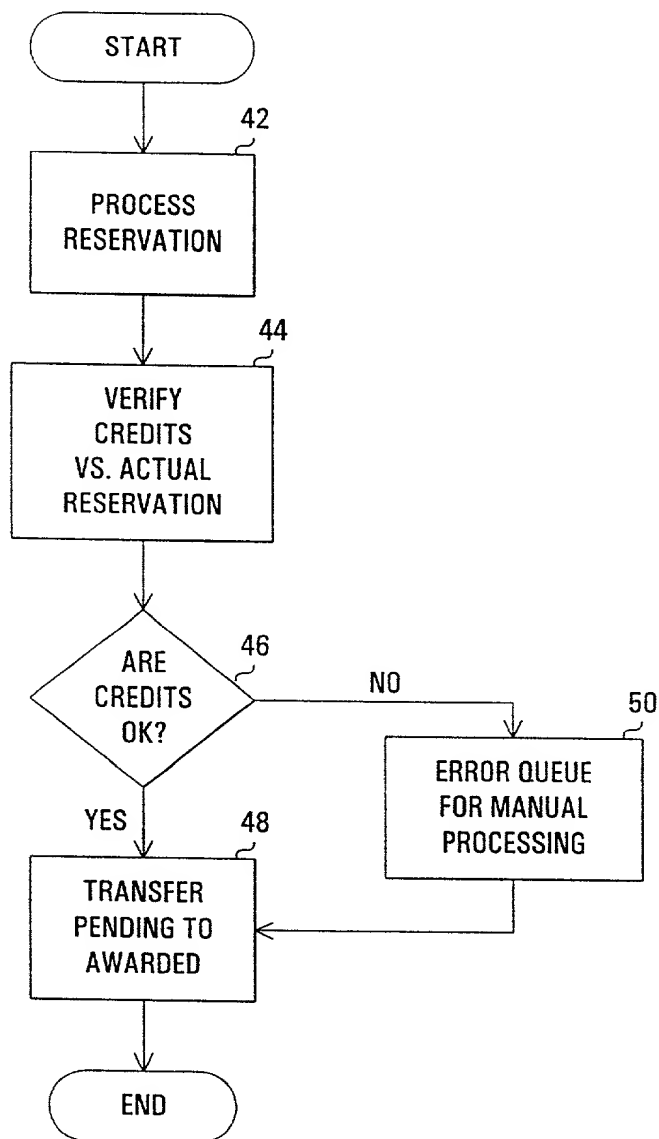 START
42
PROCESS
RESERVATION
44
VERIFY
CREDITS
VS. ACTUAL
RESERVATION
46
ARE
CREDITS
OK?
NO
50
ERROR QUEUE
FOR MANUAL
PROCESSING
YES
48
TRANSFER
PENDING TO
AWARDED
END